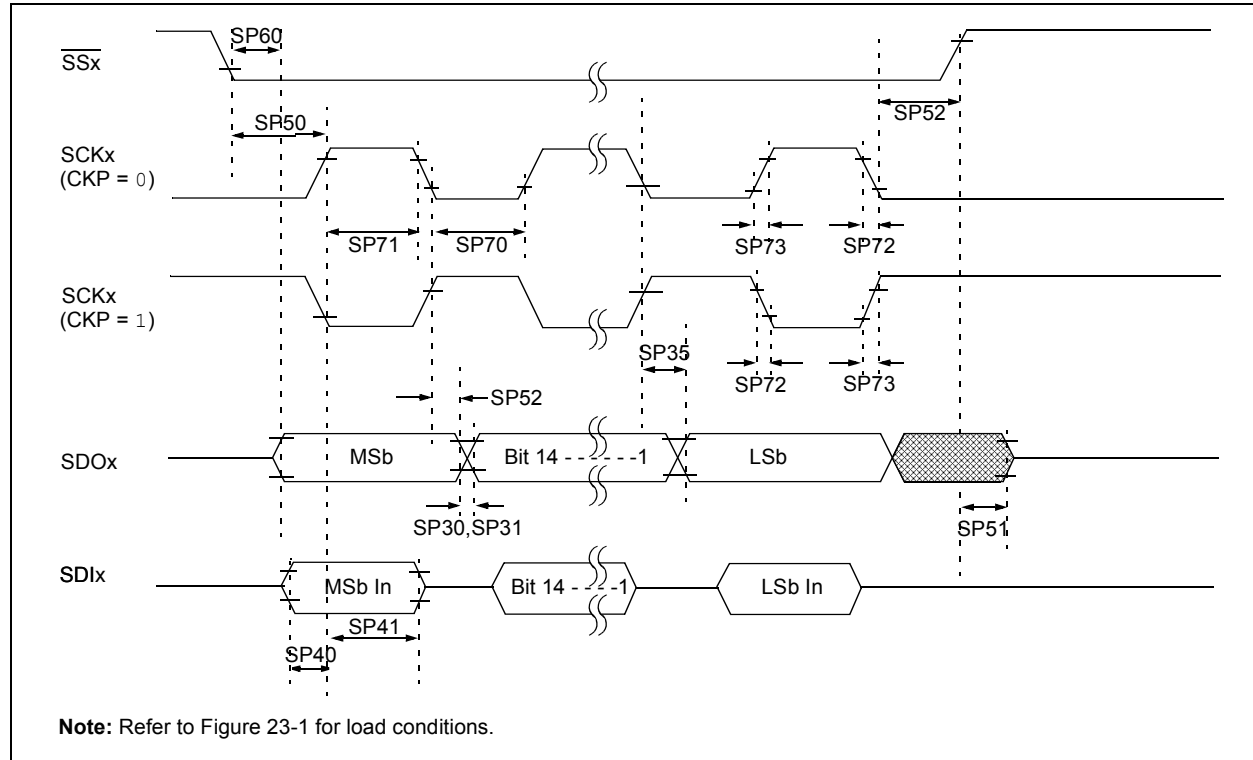 SP60
SSx
SP50
SP52
SCKx
(CKP = 0)
SP71
SP70
SP73
SP72
SCKx
(CKP = 1)
SP35
SP72
SP73
SP52
SDOx
MSb
Bit 14 - - - - - -1
LSb
SP30,SP31
SP51
SDIx
MSb In
Bit 14 - - - -1
LSb In
SP41
SP40
Note: Refer to Figure 23-1 for load conditions.